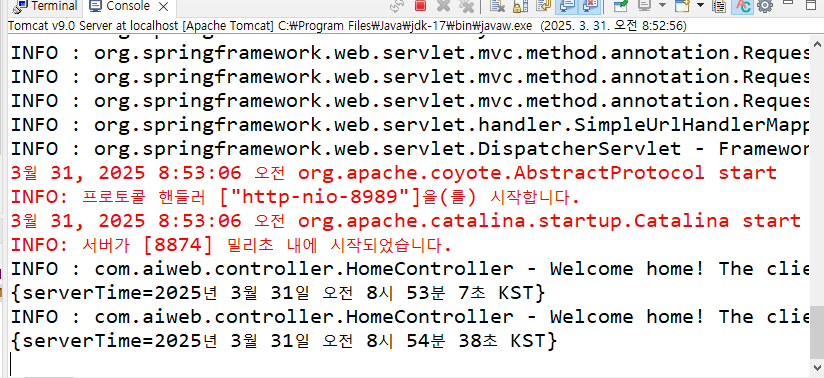 Terminal Console
Tomcat v9.0 Server at localhost [Apache Tomcat] C:₩Program Files₩Java₩jdk-17₩bin₩javaw.exe (2025. 3. 31. 오전 8:52:56)
INFO : org.springframework.web.servlet.mvc.method.annotation.Reques
INFO : org.springframework.web.servlet.mvc.method.annotation.Reques
INFO : org.springframework.web.servlet.mvc.method.annotation.Reques
INFO : org.springframework.web.servlet.handler.SimpleUrlHandlerMapp
INFO : org.springframework.web.servlet.DispatcherServlet - Framewor
3월 31, 2025 8:53:06 오전 org.apache.coyote.AbstractProtocol start
INFO: 프로토콜 핸들러 ["http-nio-8989"]을(를) 시작합니다.
3월 31, 2025 8:53:06 오전 org.apache.catalina.startup.Catalina start
INFO: 서버가 [8874] 밀리초 내에 시작되었습니다.
INFO : com.aiweb.controller.HomeController - Welcome home! The clie
{serverTime=2025년 3월 31일 오전 8시 53분 7초 KST}
INFO : com.aiweb.controller.HomeController - Welcome home! The clie
{serverTime=2025년 3월 31일 오전 8시 54분 38초 KST}